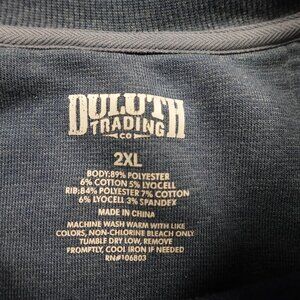 DULUTH
TRADING
CO
2XL
BODY:89% POLYESTER
6% COTTON 5% LYOCELL
RIB:84% POLYESTER 7% COTTON
6% LYOCELL 3% SPANDEX
MADE IN CHINA
MACHINE WASH WARM WITH LIKE
COLORS, NON-CHLORINE BLEACH ONLY
TUMBLE DRY LOW, REMOVE
PROMPTLY, COOL IRON IF NEEDED
RN#106803